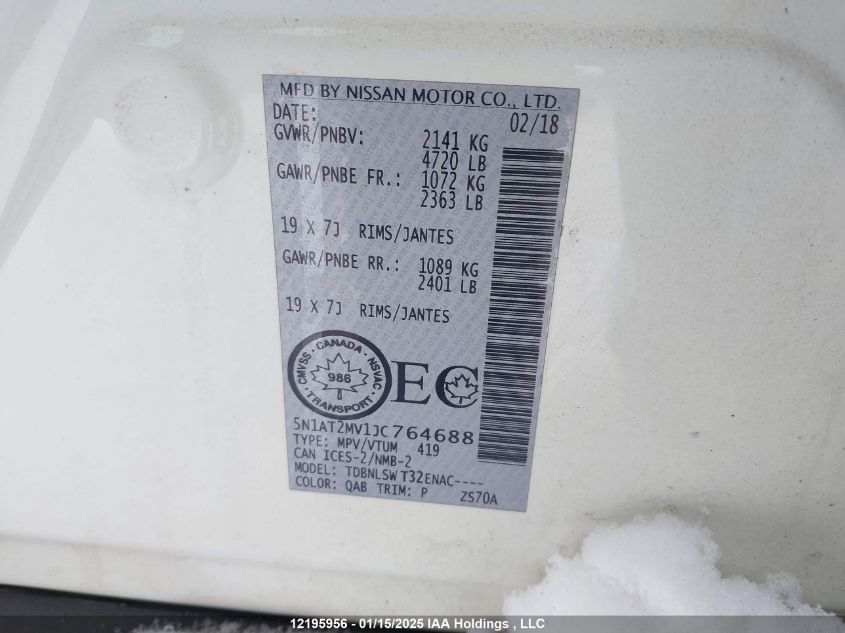 MFD BY NISSAN MOTOR CO., LTD.
DATE: 02/18
GVWR/PNBV: 2141 KG
4720 LB
GAWR/PNBE FR.: 1072 KG
2363 LB
19 X 7J RIMS/JANTES
GAWR/PNBE RR.: 1089 KG
2401 LB
19 X 7J RIMS/JANTES
CMVSS · CANADA · NSVAC
986
· TRANSPORT ·
EC
5N1AT2MV1JC764688
TYPE: MPV/VTUM 419
CAN ICES-2/NMB-2
MODEL: TDBNLSW T32ENAC----
COLOR: QAB TRIM: P ZS70A
12195956 - 01/15/2025 IAA Holdings , LLC